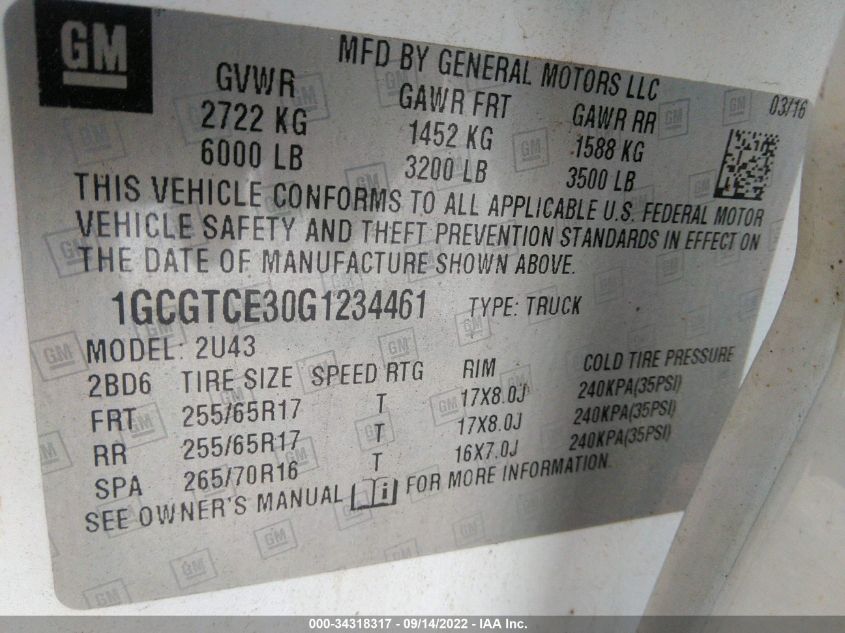 GM
MFD BY GENERAL MOTORS LLC
03/16
GVWR GAWR FRT GAWR RR
2722 KG 1452 KG 1588 KG
6000 LB 3200 LB 3500 LB
THIS VEHICLE CONFORMS TO ALL APPLICABLE U.S. FEDERAL MOTOR
VEHICLE SAFETY AND THEFT PREVENTION STANDARDS IN EFFECT ON
THE DATE OF MANUFACTURE SHOWN ABOVE.
1GCGTCE30G1234461 TYPE: TRUCK
MODEL: 2U43
2BD6 TIRE SIZE SPEED RTG RIM COLD TIRE PRESSURE
FRT 255/65R17 T 17X8.0J 240KPA(35PSI)
RR 255/65R17 T 17X8.0J 240KPA(35PSI)
SPA 265/70R16 T 16X7.0J 240KPA(35PSI)
SEE OWNER'S MANUAL i FOR MORE INFORMATION.
000-34318317 - 09/14/2022 - IAA Inc.